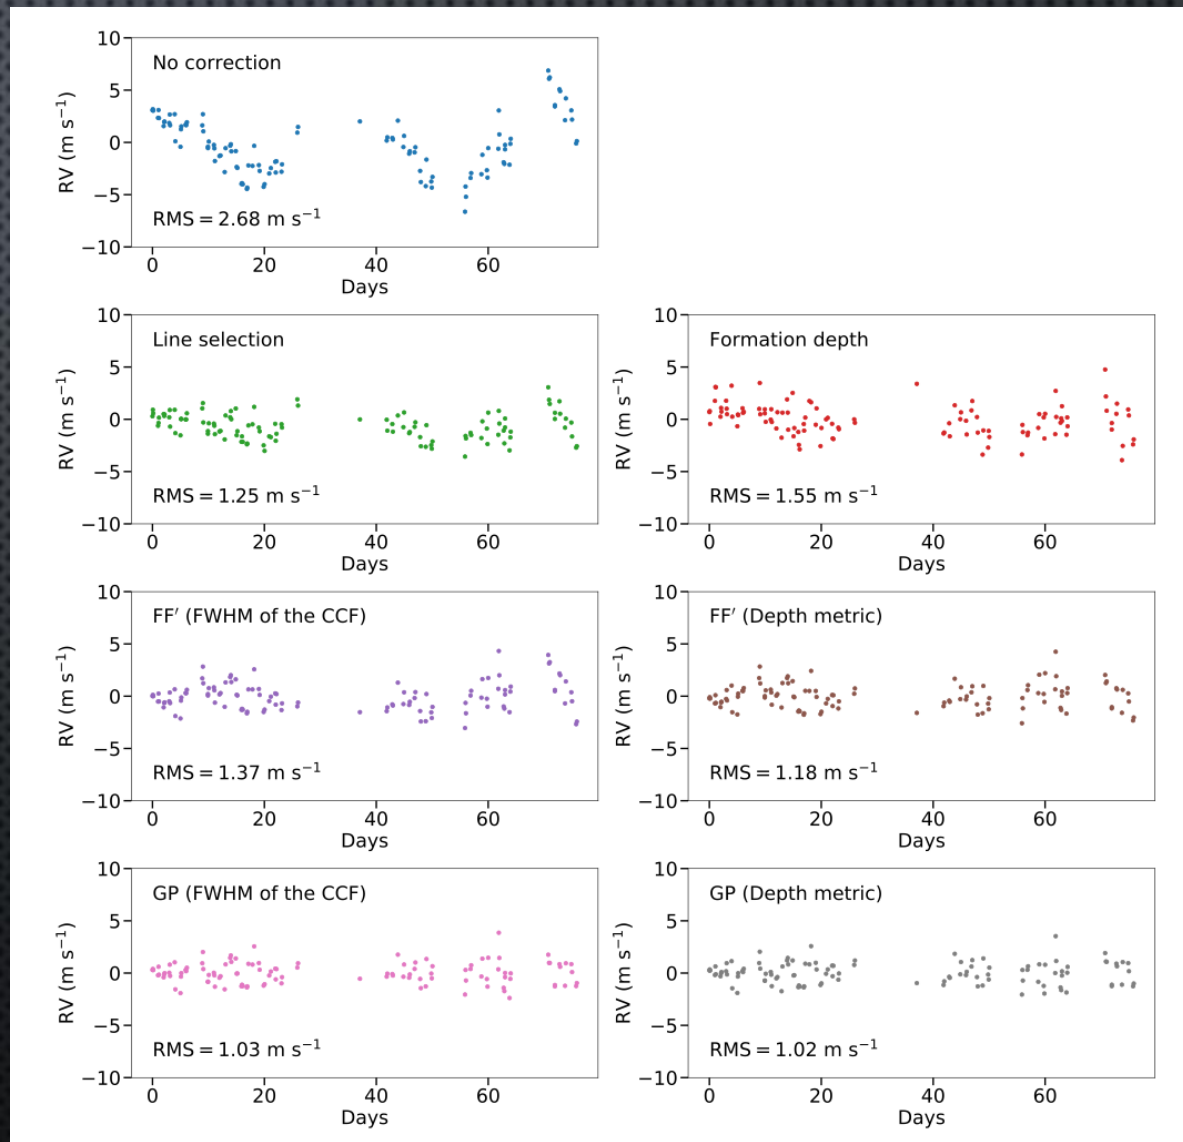 10
No correction
5
0
RV (m s⁻¹)
−5
RMS = 2.68 m s⁻¹
−10
0 20 40 60
Days
10
Line selection
5
0
RV (m s⁻¹)
−5
RMS = 1.25 m s⁻¹
−10
0 20 40 60
Days
10
Formation depth
5
0
RV (m s⁻¹)
−5
RMS = 1.55 m s⁻¹
−10
0 20 40 60
Days
10
FF′ (FWHM of the CCF)
5
0
RV (m s⁻¹)
−5
RMS = 1.37 m s⁻¹
−10
0 20 40 60
Days
10
FF′ (Depth metric)
5
0
RV (m s⁻¹)
−5
RMS = 1.18 m s⁻¹
−10
0 20 40 60
Days
10
GP (FWHM of the CCF)
5
0
RV (m s⁻¹)
−5
RMS = 1.03 m s⁻¹
−10
0 20 40 60
Days
10
GP (Depth metric)
5
0
RV (m s⁻¹)
−5
RMS = 1.02 m s⁻¹
−10
0 20 40 60
Days